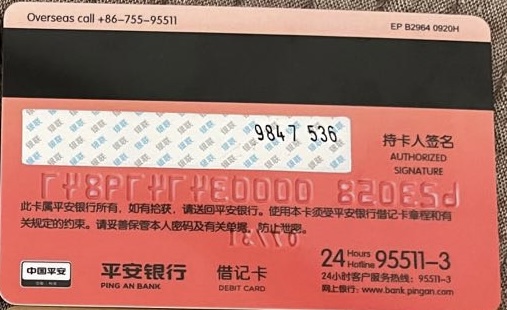 Overseas call +86-755-95511
EP B2964 0920H
9847 536
持卡人签名
AUTHORIZED
SIGNATURE
此卡属平安银行所有，如有拾获，请送回平安银行。使用本卡须受平安银行借记卡章程和有
关规定的约束。请妥善保管本人密码及有关单据，防止泄密。
中国平安
平安银行
PING AN BANK
借记卡
DEBIT CARD
24 Hours Hotline 95511-3
24小时客户服务热线：95511-3
网上银行：www.bank.pingan.com